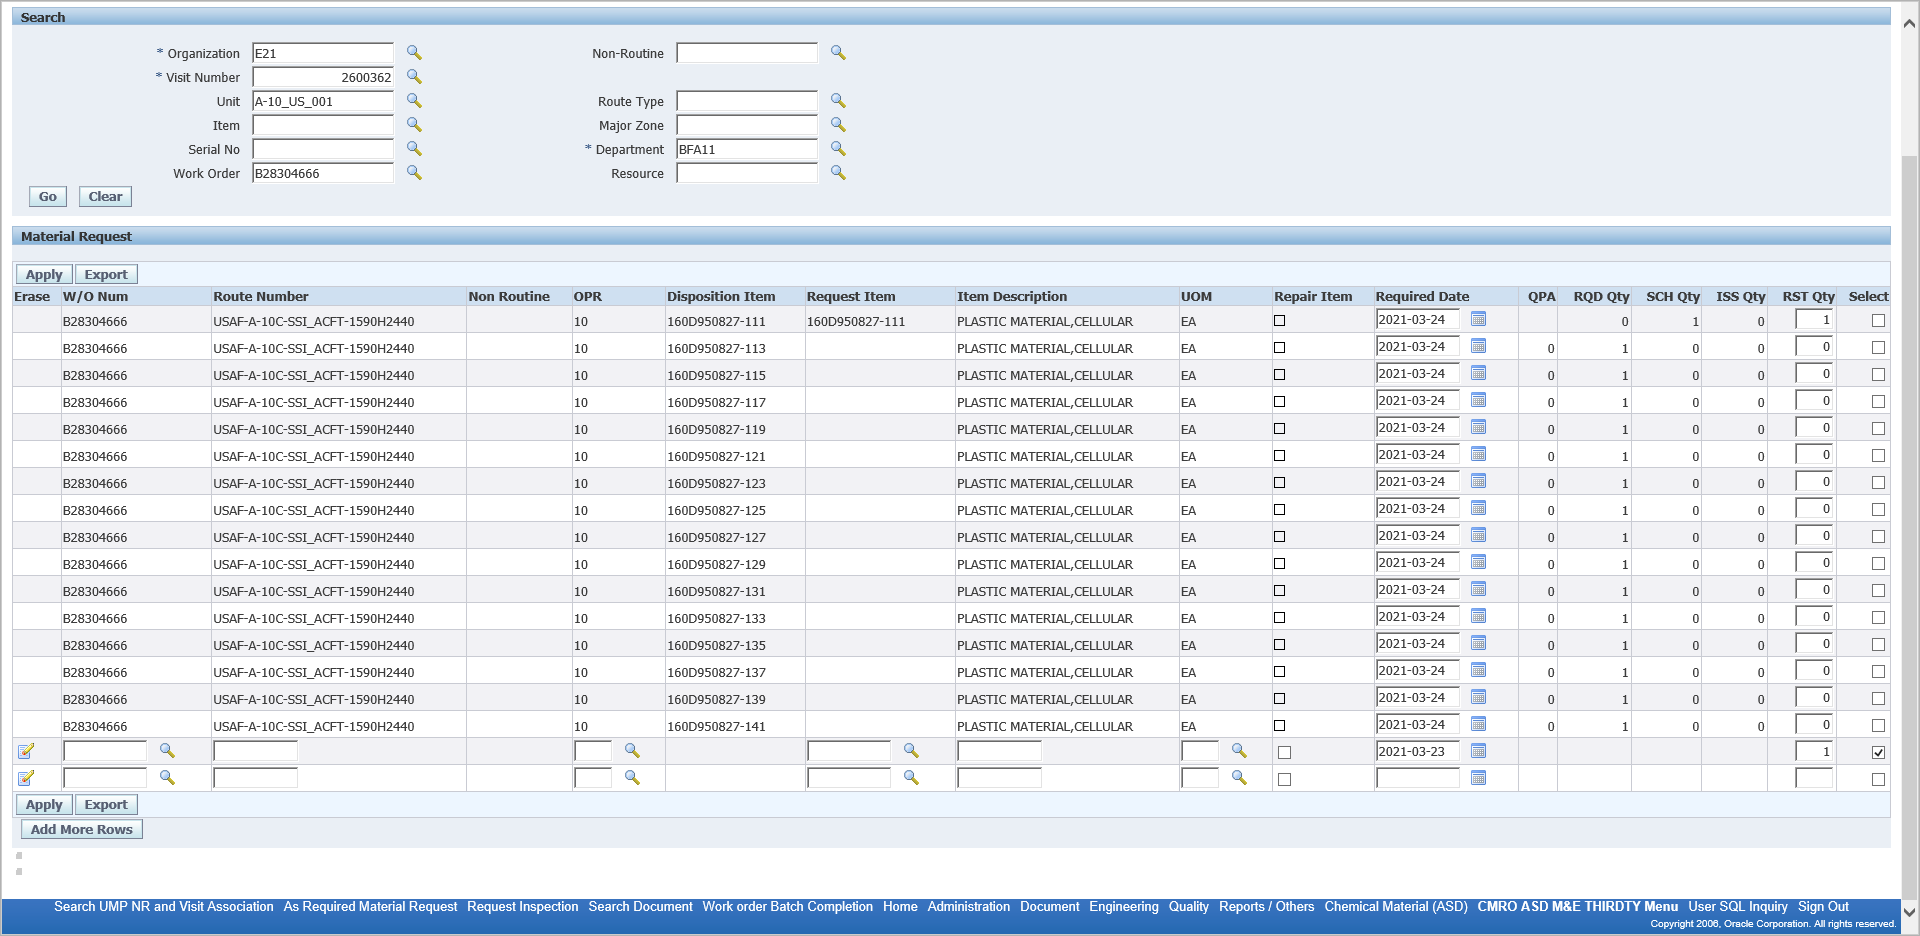 Search
* Organization E21 Non-Routine
* Visit Number 2600362
Unit A-10_US_001 Route Type
Item Major Zone
Serial No * Department BFA11
Work Order B28304666 Resource
Go Clear
Material Request
Apply Export
Erase W/O Num Route Number Non Routine OPR Disposition Item Request Item Item Description UOM Repair Item Required Date QPA RQD Qty SCH Qty ISS Qty RST Qty Select
B28304666 USAF-A-10C-SSI_ACFT-1590H2440 10 160D950827-111 160D950827-111 PLASTIC MATERIAL,CELLULAR EA 2021-03-24 0 1 0 1
B28304666 USAF-A-10C-SSI_ACFT-1590H2440 10 160D950827-113 PLASTIC MATERIAL,CELLULAR EA 2021-03-24 0 1 0 0 0
B28304666 USAF-A-10C-SSI_ACFT-1590H2440 10 160D950827-115 PLASTIC MATERIAL,CELLULAR EA 2021-03-24 0 1 0 0 0
B28304666 USAF-A-10C-SSI_ACFT-1590H2440 10 160D950827-117 PLASTIC MATERIAL,CELLULAR EA 2021-03-24 0 1 0 0 0
B28304666 USAF-A-10C-SSI_ACFT-1590H2440 10 160D950827-119 PLASTIC MATERIAL,CELLULAR EA 2021-03-24 0 1 0 0 0
B28304666 USAF-A-10C-SSI_ACFT-1590H2440 10 160D950827-121 PLASTIC MATERIAL,CELLULAR EA 2021-03-24 0 1 0 0 0
B28304666 USAF-A-10C-SSI_ACFT-1590H2440 10 160D950827-123 PLASTIC MATERIAL,CELLULAR EA 2021-03-24 0 1 0 0 0
B28304666 USAF-A-10C-SSI_ACFT-1590H2440 10 160D950827-125 PLASTIC MATERIAL,CELLULAR EA 2021-03-24 0 1 0 0 0
B28304666 USAF-A-10C-SSI_ACFT-1590H2440 10 160D950827-127 PLASTIC MATERIAL,CELLULAR EA 2021-03-24 0 1 0 0 0
B28304666 USAF-A-10C-SSI_ACFT-1590H2440 10 160D950827-129 PLASTIC MATERIAL,CELLULAR EA 2021-03-24 0 1 0 0 0
B28304666 USAF-A-10C-SSI_ACFT-1590H2440 10 160D950827-131 PLASTIC MATERIAL,CELLULAR EA 2021-03-24 0 1 0 0 0
B28304666 USAF-A-10C-SSI_ACFT-1590H2440 10 160D950827-133 PLASTIC MATERIAL,CELLULAR EA 2021-03-24 0 1 0 0 0
B28304666 USAF-A-10C-SSI_ACFT-1590H2440 10 160D950827-135 PLASTIC MATERIAL,CELLULAR EA 2021-03-24 0 1 0 0 0
B28304666 USAF-A-10C-SSI_ACFT-1590H2440 10 160D950827-137 PLASTIC MATERIAL,CELLULAR EA 2021-03-24 0 1 0 0 0
B28304666 USAF-A-10C-SSI_ACFT-1590H2440 10 160D950827-139 PLASTIC MATERIAL,CELLULAR EA 2021-03-24 0 1 0 0 0
B28304666 USAF-A-10C-SSI_ACFT-1590H2440 10 160D950827-141 PLASTIC MATERIAL,CELLULAR EA 2021-03-24 0 1 0 0 0
2021-03-23 1
Apply Export
Add More Rows
Search UMP NR and Visit Association As Required Material Request Request Inspection Search Document Work order Batch Completion Home Administration Document Engineering Quality Reports / Others Chemical Material (ASD) CMRO ASD M&E THIRDTY Menu User SQL Inquiry Sign Out
Copyright 2006, Oracle Corporation. All rights reserved.